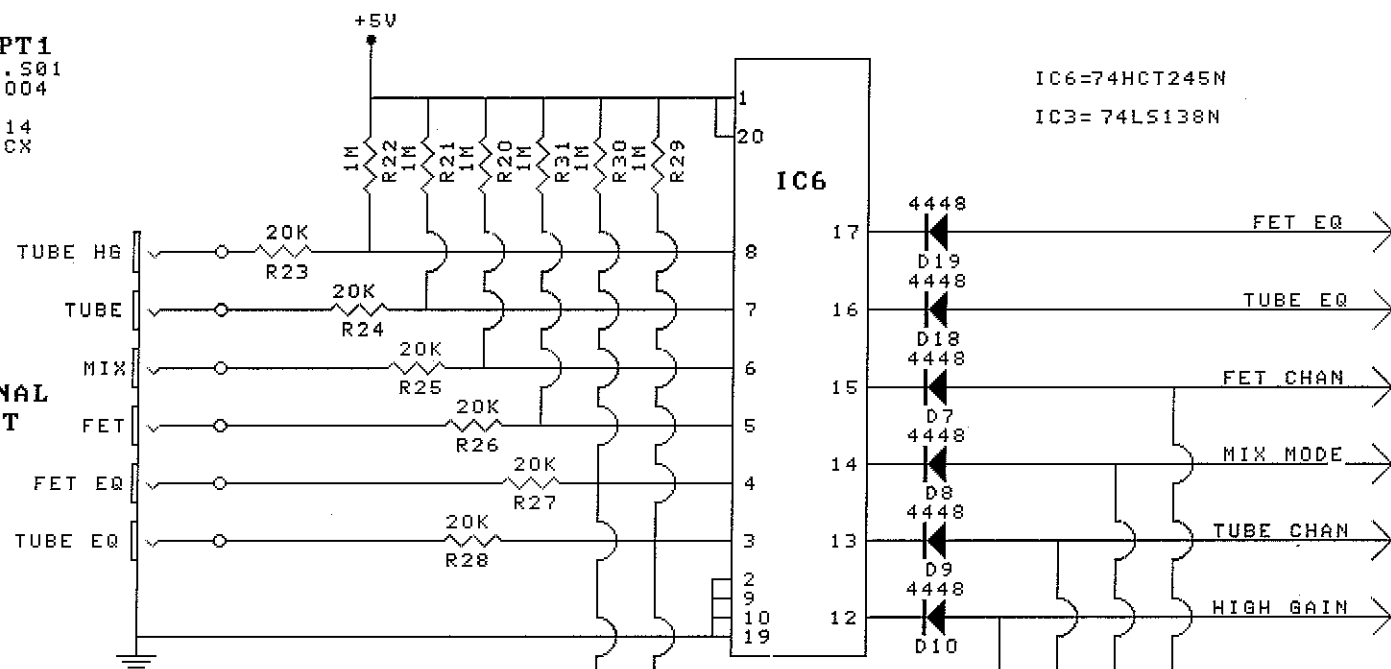 +5V
PT1
.S01
004
14
CX
IC6=74HCT245N
IC3= 74LS138N
1
20
1M
R22
1M
R21
1M
R20
1M
R31
1M
R30
1M
R29
IC6
TUBE HG
20K
R23
8
17
4448
D19
FET EQ
TUBE
20K
R24
7
16
4448
D18
TUBE EQ
MIX
20K
R25
6
15
4448
D7
FET CHAN
NAL
T
FET
20K
R26
5
14
4448
D8
MIX MODE
FET EQ
20K
R27
4
13
4448
D9
TUBE CHAN
TUBE EQ
20K
R28
3
2
9
10
19
12
4448
D10
HIGH GAIN